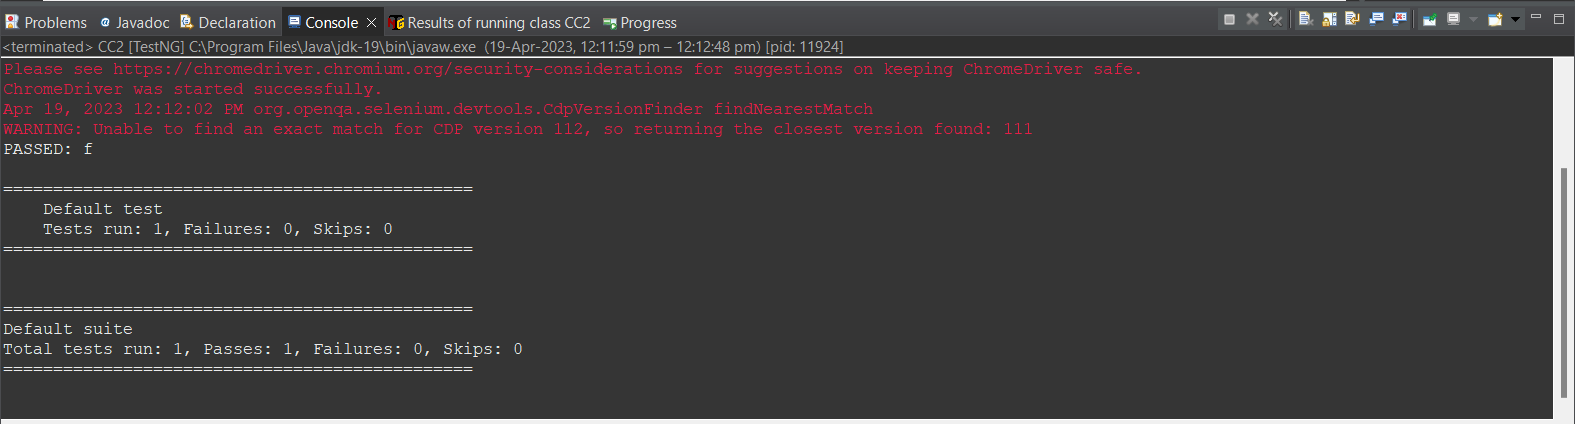 Problems @ Javadoc Declaration Console Results of running class CC2 Progress
<terminated> CC2 [TestNG] C:\Program Files\Java\jdk-19\bin\javaw.exe (19-Apr-2023, 12:11:59 pm – 12:12:48 pm) [pid: 11924]
Please see https://chromedriver.chromium.org/security-considerations for suggestions on keeping ChromeDriver safe.
ChromeDriver was started successfully.
Apr 19, 2023 12:12:02 PM org.openqa.selenium.devtools.CdpVersionFinder findNearestMatch
WARNING: Unable to find an exact match for CDP version 112, so returning the closest version found: 111
PASSED: f
===============================================
    Default test
    Tests run: 1, Failures: 0, Skips: 0
===============================================
===============================================
Default suite
Total tests run: 1, Passes: 1, Failures: 0, Skips: 0
===============================================